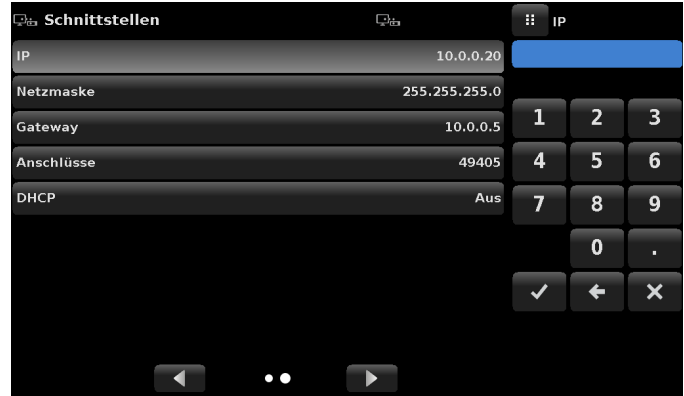 Schnittstellen
IP
IP 10.0.0.20
Netzmaske 255.255.255.0
Gateway 10.0.0.5
Anschlüsse 49405
DHCP Aus
1 2 3
4 5 6
7 8 9
0 .